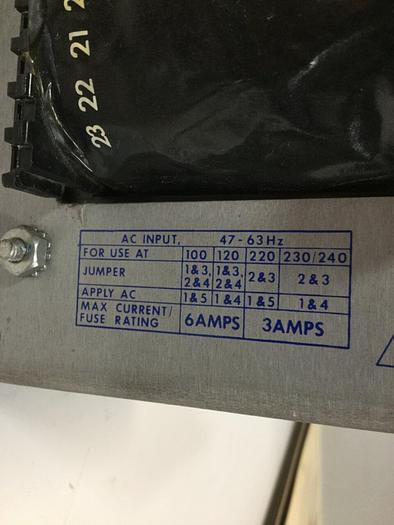 23 22 21 2
AC INPUT, 47-63Hz
FOR USE AT 100 120 220 230/240
JUMPER 1&3, 2&4 1&3, 2&4 2&3 2&3
APPLY AC 1&5 1&4 1&5 1&4
MAX CURRENT/ FUSE RATING 6AMPS 3AMPS